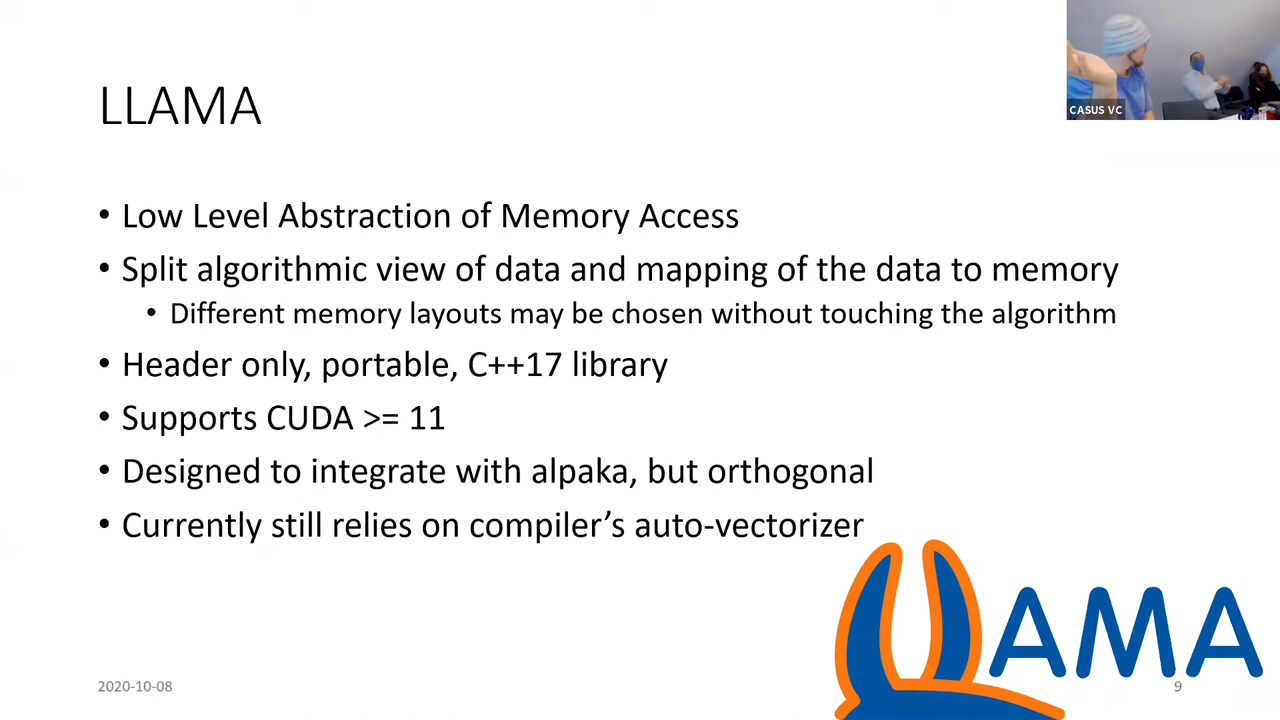 CASUS VC
LLAMA
• Low Level Abstraction of Memory Access
• Split algorithmic view of data and mapping of the data to memory
• Different memory layouts may be chosen without touching the algorithm
• Header only, portable, C++17 library
• Supports CUDA >= 11
• Designed to integrate with alpaka, but orthogonal
• Currently still relies on compiler’s auto-vectorizer
LLAMA
2020-10-08
9